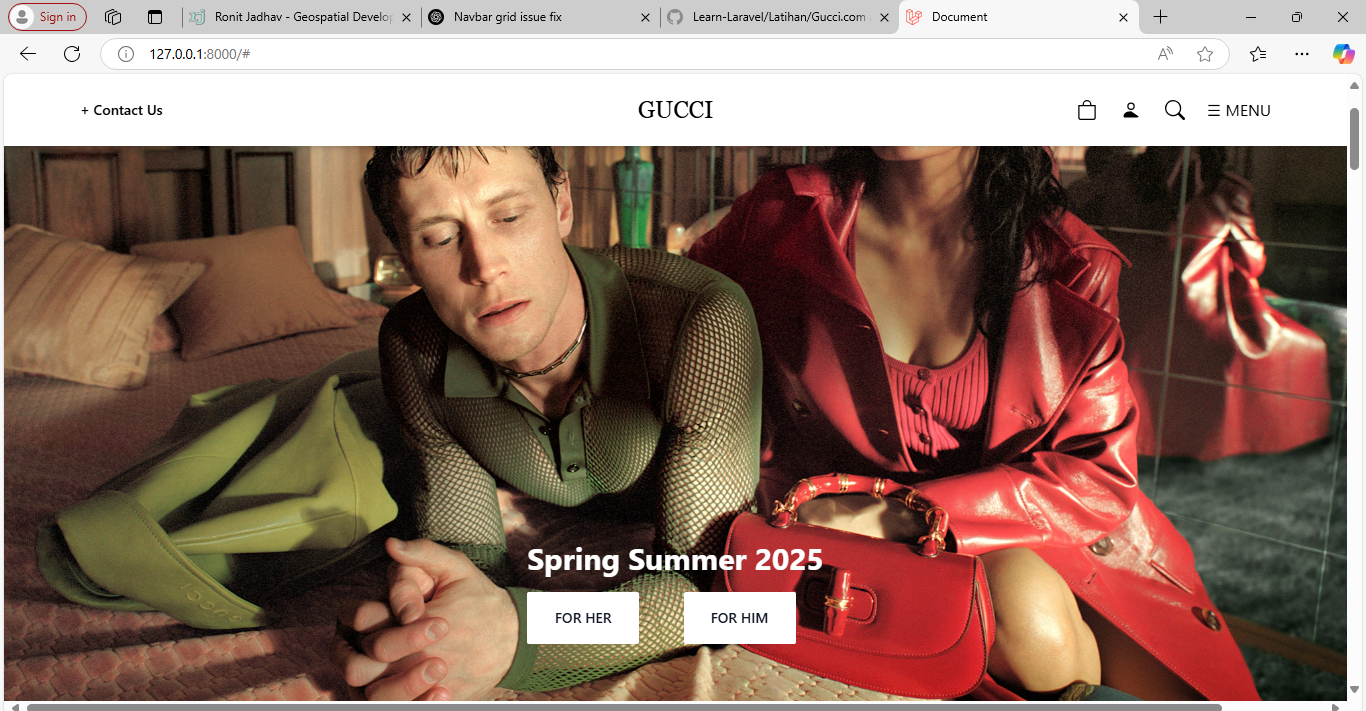 Sign in
Ronit Jadhav - Geospatial Develop
Navbar grid issue fix
Learn-Laravel/Latihan/Gucci.com
Document
127.0.0.1:8000/#
+ Contact Us
GUCCI
☰ MENU
Spring Summer 2025
FOR HER
FOR HIM